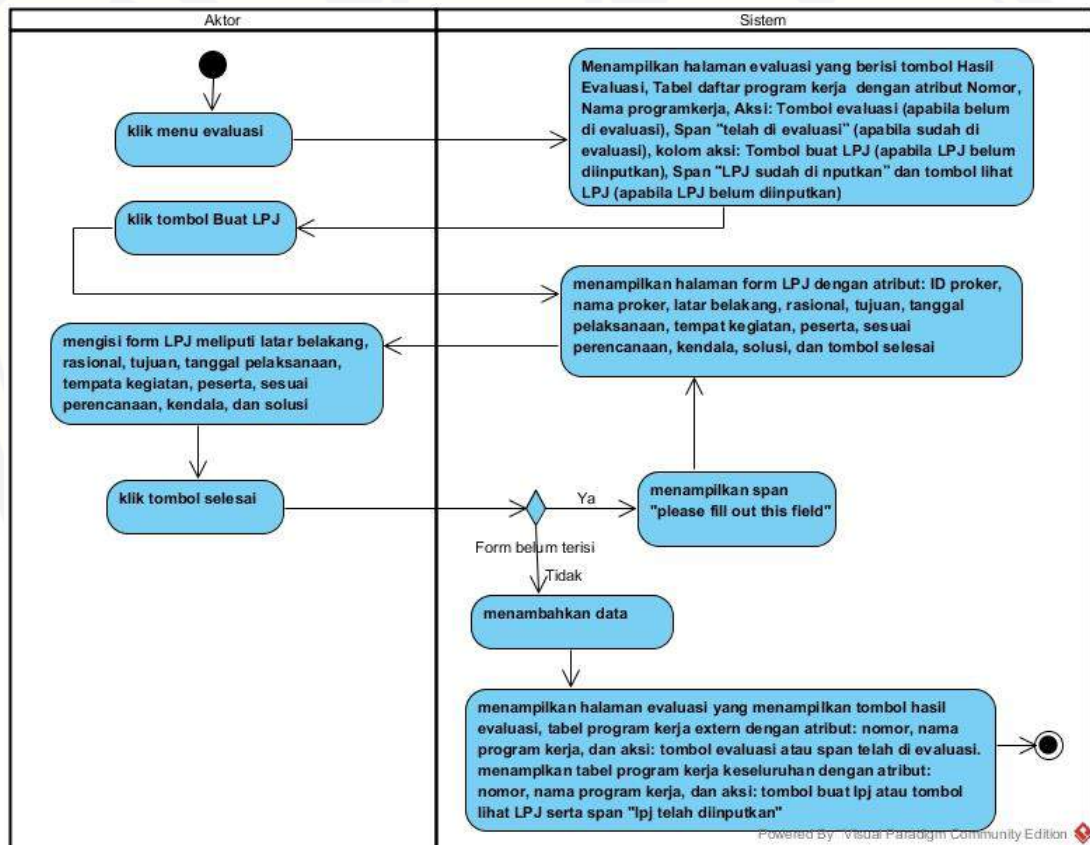 Aktor
Sistem
klik menu evaluasi
Menampilkan halaman evaluasi yang berisi tombol Hasil
Evaluasi, Tabel daftar program kerja dengan atribut Nomor,
Nama programkerja, Aksi: Tombol evaluasi (apabila belum
di evaluasi), Span "telah di evaluasi" (apabila sudah di
evaluasi), kolom aksi: Tombol buat LPJ (apabila LPJ belum
diinputkan), Span "LPJ sudah di nputkan" dan tombol lihat
LPJ (apabila LPJ belum diinputkan)
klik tombol Buat LPJ
menampilkan halaman form LPJ dengan atribut: ID proker,
nama proker, latar belakang, rasional, tujuan, tanggal
pelaksanaan, tempat kegiatan, peserta, sesuai
perencanaan, kendala, solusi, dan tombol selesai
mengisi form LPJ meliputi latar belakang,
rasional, tujuan, tanggal pelaksanaan,
tempata kegiatan, peserta, sesuai
perencanaan, kendala, dan solusi
klik tombol selesai
Ya
menampilkan span
"please fill out this field"
Form belum terisi
Tidak
menambahkan data
menampilkan halaman evaluasi yang menampilkan tombol hasil
evaluasi, tabel program kerja extern dengan atribut: nomor, nama
program kerja, dan aksi: tombol evaluasi atau span telah di evaluasi.
menamplkan tabel program kerja keseluruhan dengan atribut:
nomor, nama program kerja, dan aksi: tombol buat lpj atau tombol
lihat LPJ serta span "lpj telah diinputkan"
Powered By Visual Paradigm Community Edition